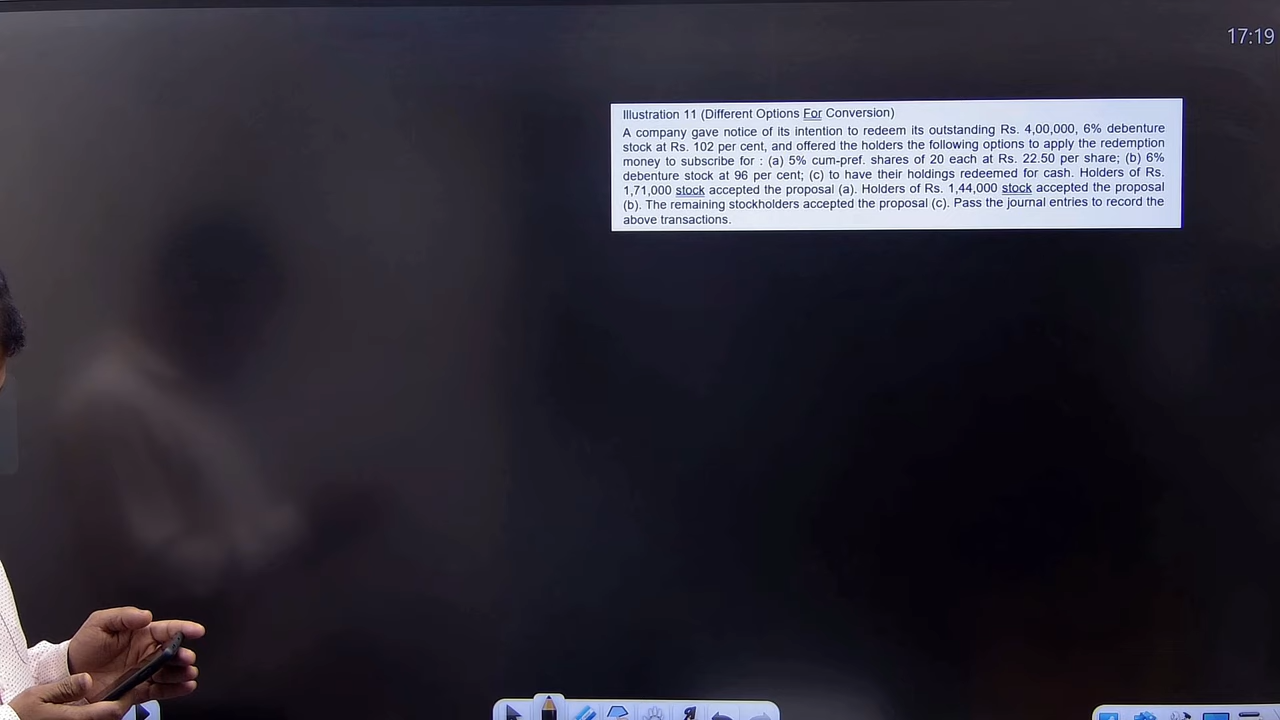 17:19
Illustration 11 (Different Options For Conversion)
A company gave notice of its intention to redeem its outstanding Rs. 4,00,000, 6% debenture
stock at Rs. 102 per cent, and offered the holders the following options to apply the redemption
money to subscribe for : (a) 5% cum-pref. shares of 20 each at Rs. 22.50 per share; (b) 6%
debenture stock at 96 per cent; (c) to have their holdings redeemed for cash. Holders of Rs.
1,71,000 stock accepted the proposal (a). Holders of Rs. 1,44,000 stock accepted the proposal
(b). The remaining stockholders accepted the proposal (c). Pass the journal entries to record the
above transactions.